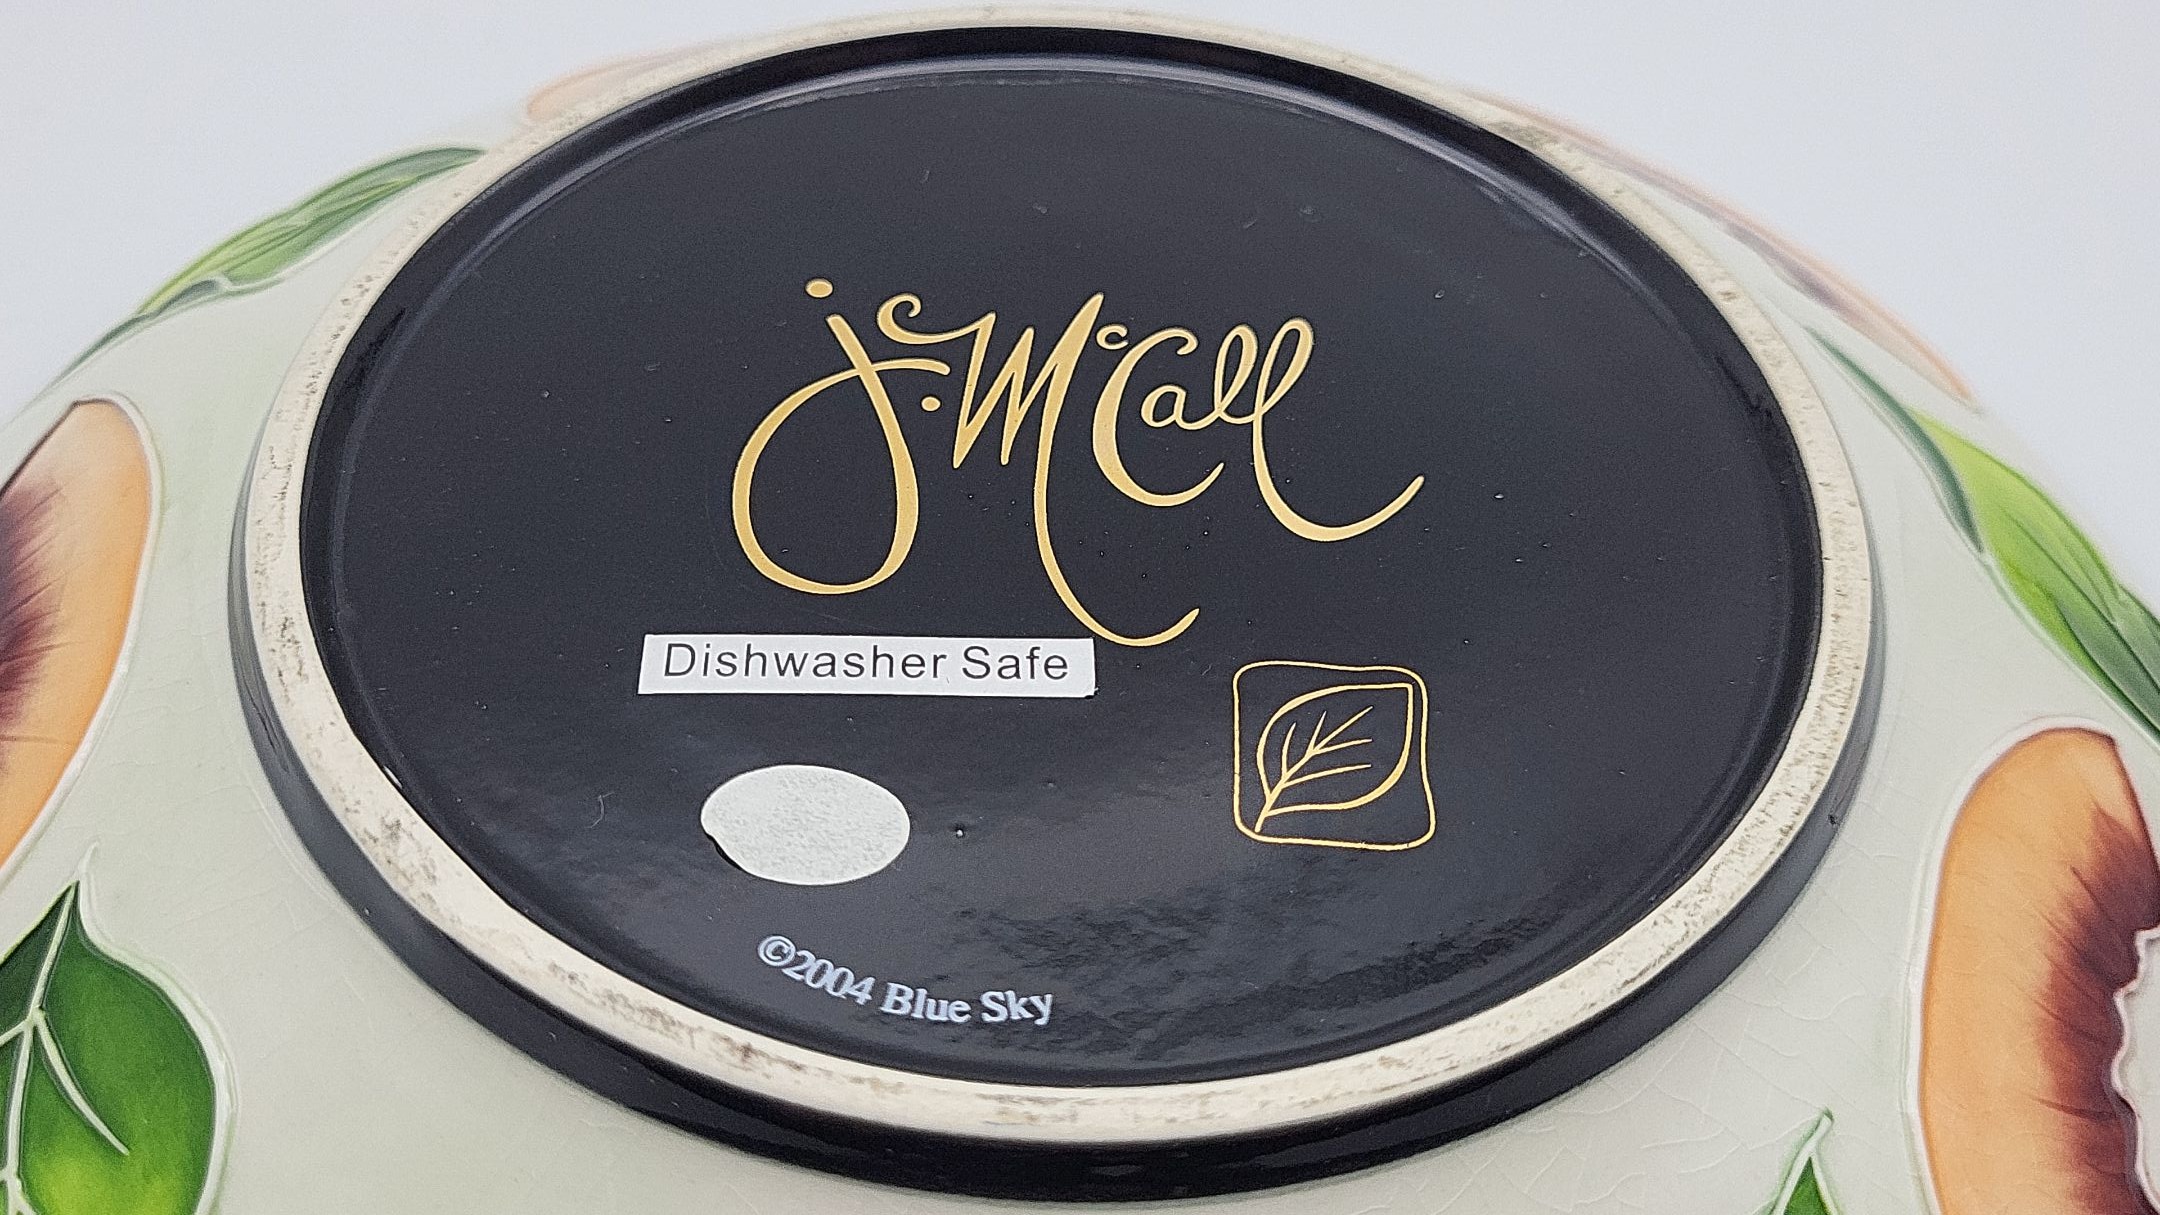 J. McCall
Dishwasher Safe
©2004 Blue Sky